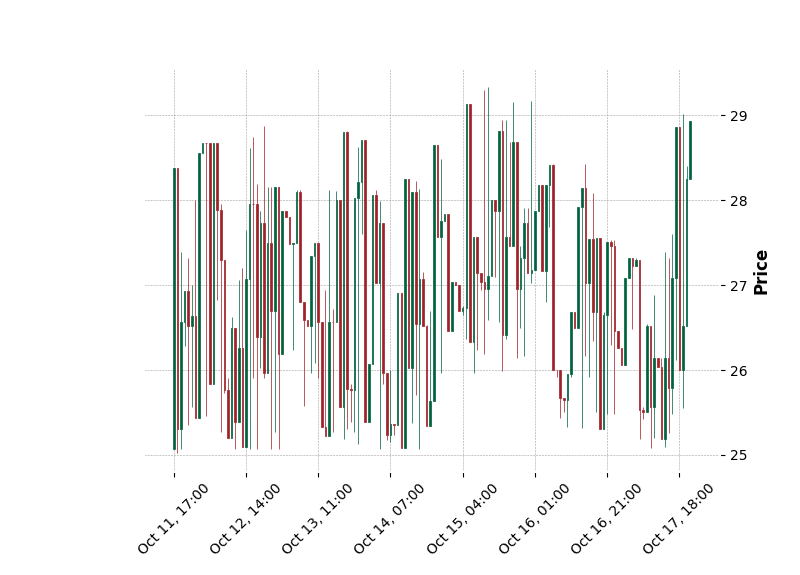 29
28
27
26
25
Price
Oct 11, 17:00
Oct 12, 14:00
Oct 13, 11:00
Oct 14, 07:00
Oct 15, 04:00
Oct 16, 01:00
Oct 16, 21:00
Oct 17, 18:00